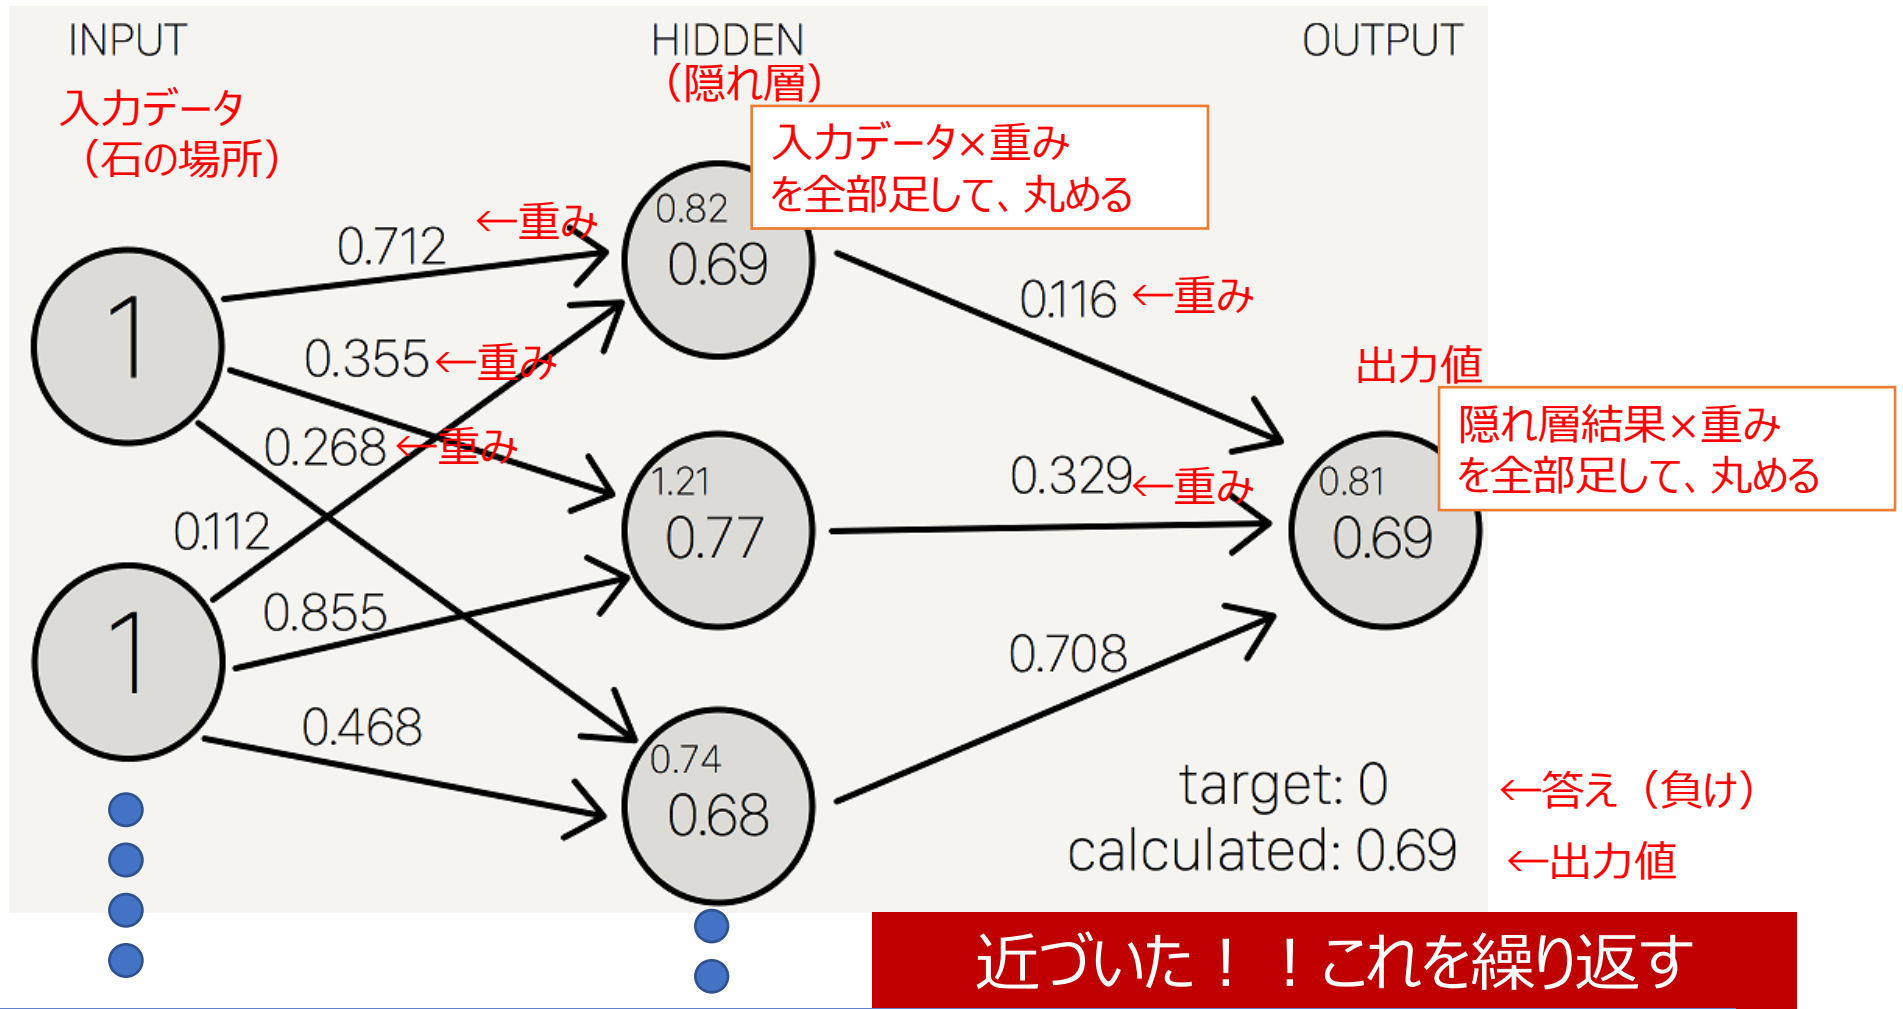 INPUT
HIDDEN
OUTPUT
（隠れ層）
入力データ
（石の場所）
入力データ×重み
を全部足して、丸める
0.82
0.69
0.712
←重み
1
0.355
←重み
0.268
←重み
0.112
0.116
←重み
出力値
隠れ層結果×重み
を全部足して、丸める
0.329
←重み
1.21
0.77
0.81
0.69
1
0.855
0.468
0.708
0.74
0.68
target: 0
←答え（負け）
calculated: 0.69
←出力値
近づいた！！これを繰り返す